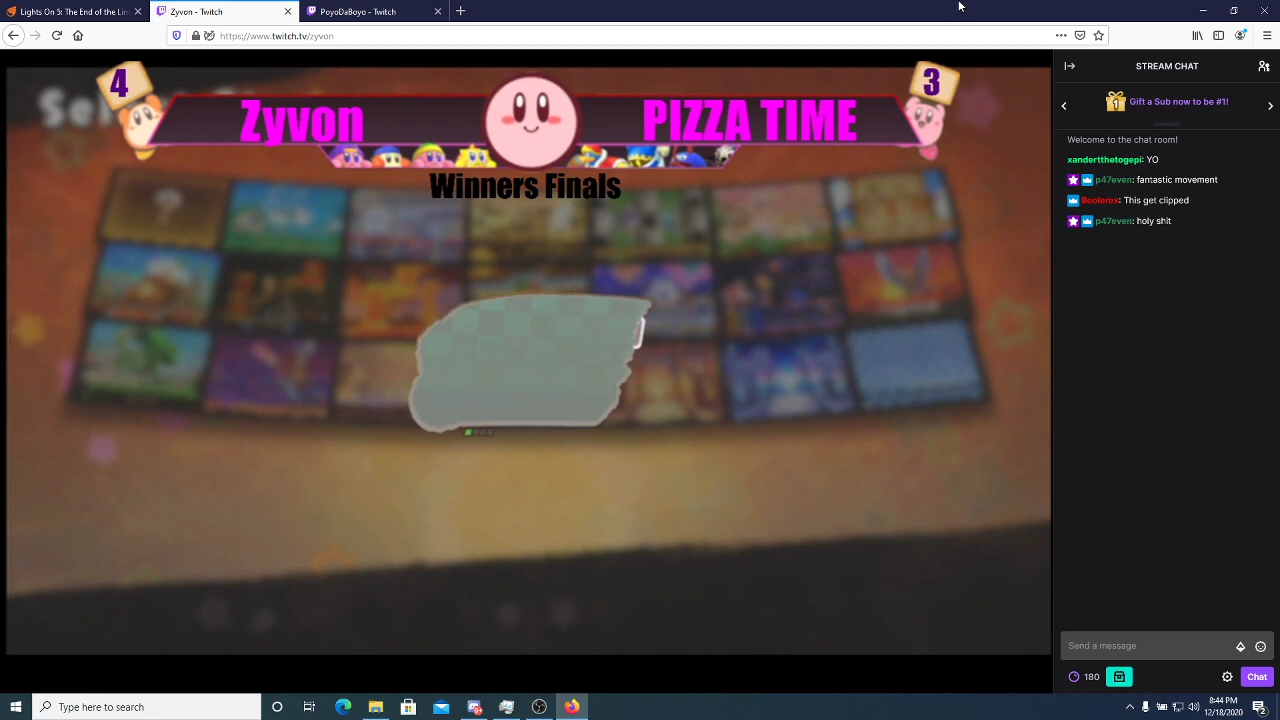 Lights On 5: The End of the Lin
Zyvon - Twitch
PoyoDaBoyo - Twitch
https://www.twitch.tv/zyvon
4
Zyvon
PIZZA TIME
3
Winners Finals
STREAM CHAT
1
Gift a Sub now to be #1!
Welcome to the chat room!
xandertthetogepi: YO
p47even: fantastic movement
Boolerex: This get clipped
p47even: holy shit
Send a message
180
Chat
Type here to search
8:44 PM
12/18/2020
2